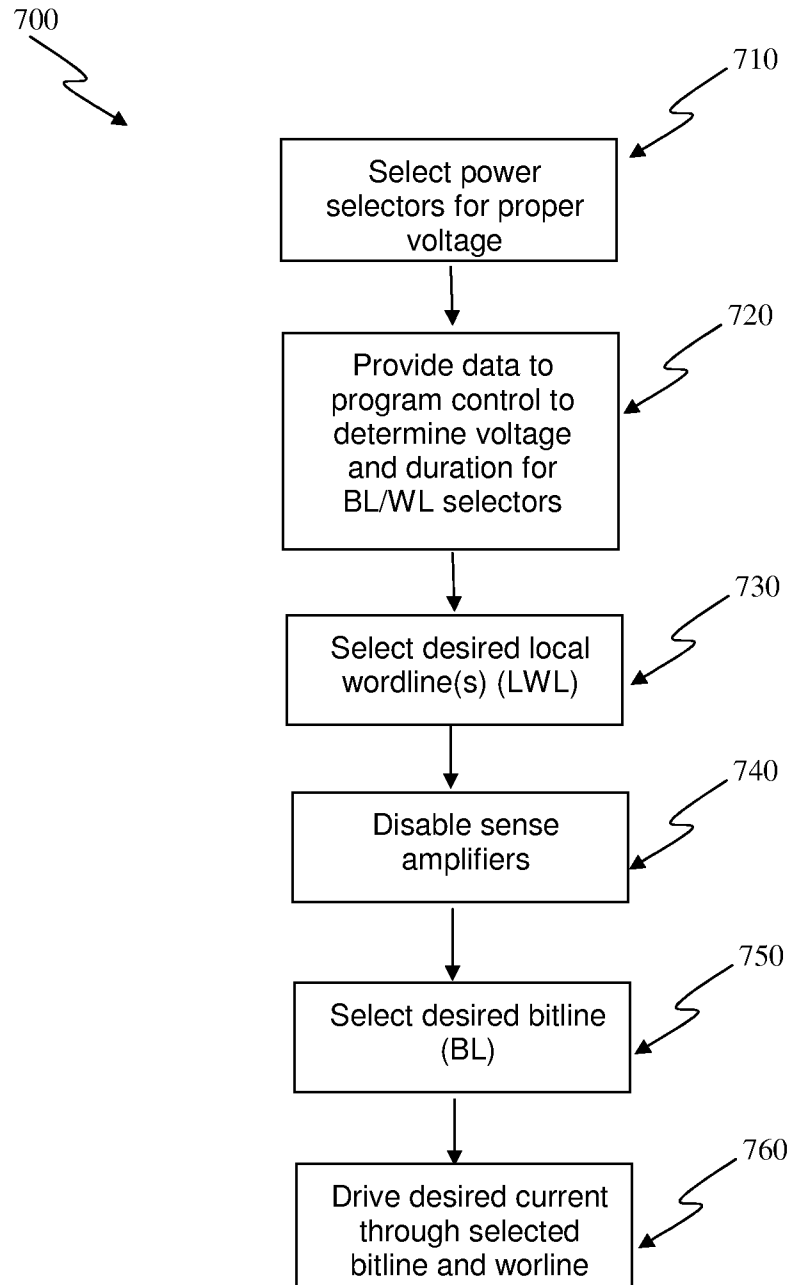 700
710
Select power
selectors for proper
voltage
720
Provide data to
program control to
determine voltage
and duration for
BL/WL selectors
730
Select desired local
wordline(s) (LWL)
740
Disable sense
amplifiers
750
Select desired bitline
(BL)
760
Drive desired current
through selected
bitline and worline